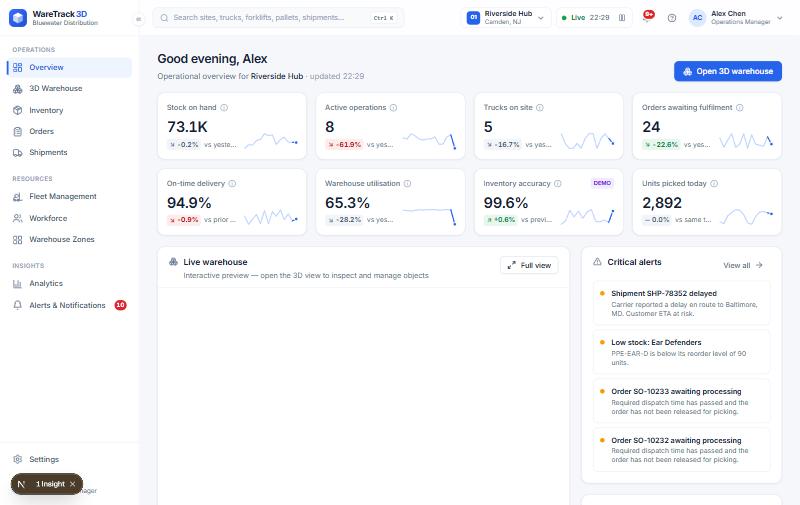 WareTrack 3D
Bluewater Distribution
Search sites, trucks, forklifts, pallets, shipments...
Ctrl K
01
Riverside Hub
Camden, NJ
Live 22:29
9+
AC
Alex Chen
Operations Manager
OPERATIONS
Overview
3D Warehouse
Inventory
Orders
Shipments
RESOURCES
Fleet Management
Workforce
Warehouse Zones
INSIGHTS
Analytics
Alerts & Notifications 10
Settings
N 1 Insight
nager
Good evening, Alex
Operational overview for Riverside Hub · updated 22:29
Open 3D warehouse
Stock on hand
73.1K
-0.2% vs yeste...
Active operations
8
-61.9% vs yes...
Trucks on site
5
-16.7% vs yes...
Orders awaiting fulfilment
24
-22.6% vs yes...
On-time delivery
94.9%
-0.9% vs prior ...
Warehouse utilisation
65.3%
-28.2% vs yes...
Inventory accuracy
DEMO
99.6%
+0.6% vs previ...
Units picked today
2,892
0.0% vs same t...
Live warehouse
Interactive preview — open the 3D view to inspect and manage objects
Full view
Critical alerts
View all
Shipment SHP-78352 delayed
Carrier reported a delay en route to Baltimore,
MD. Customer ETA at risk.
Low stock: Ear Defenders
PPE-EAR-D is below its reorder level of 90
units.
Order SO-10233 awaiting processing
Required dispatch time has passed and the
order has not been released for picking.
Order SO-10232 awaiting processing
Required dispatch time has passed and the
order has not been released for picking.